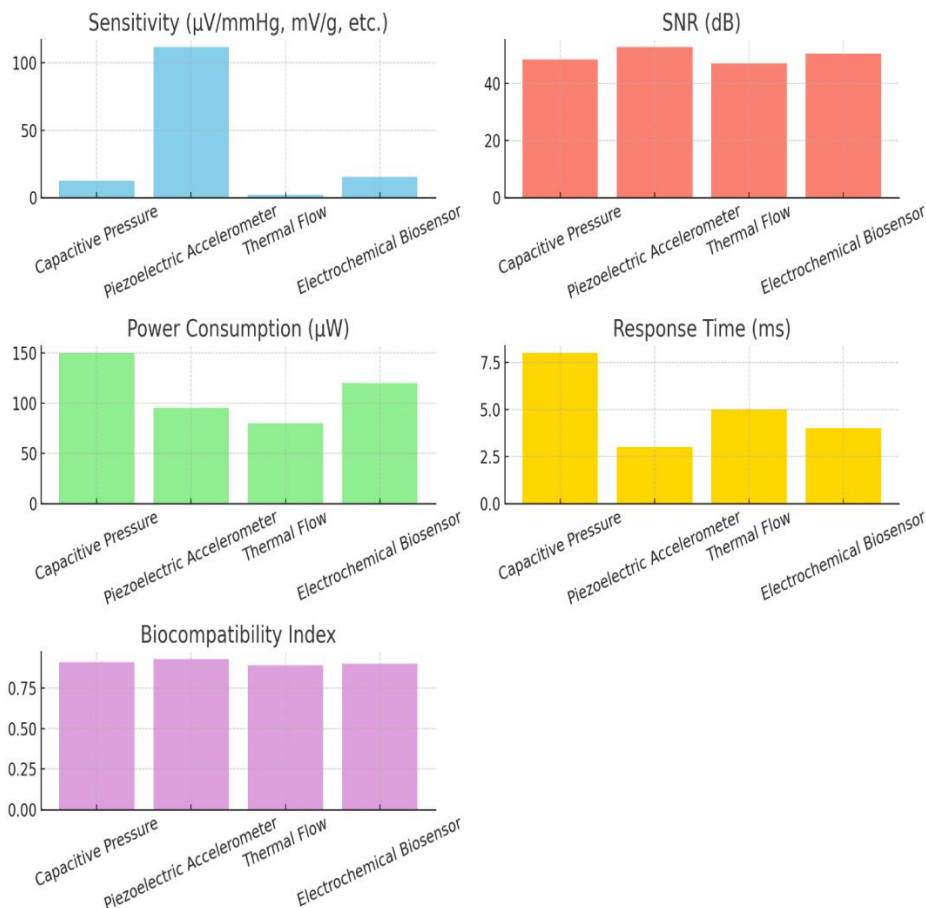 Sensitivity (µV/mmHg, mV/g, etc.)
100
50
0
Capacitive Pressure
Piezoelectric Accelerometer
Thermal Flow
Electrochemical Biosensor
SNR (dB)
40
20
0
Capacitive Pressure
Piezoelectric Accelerometer
Thermal Flow
Electrochemical Biosensor
Power Consumption (µW)
150
100
50
0
Capacitive Pressure
Piezoelectric Accelerometer
Thermal Flow
Electrochemical Biosensor
Response Time (ms)
7.5
5.0
2.5
0.0
Capacitive Pressure
Piezoelectric Accelerometer
Thermal Flow
Electrochemical Biosensor
Biocompatibility Index
0.75
0.50
0.25
0.00
Capacitive Pressure
Piezoelectric Accelerometer
Thermal Flow
Electrochemical Biosensor